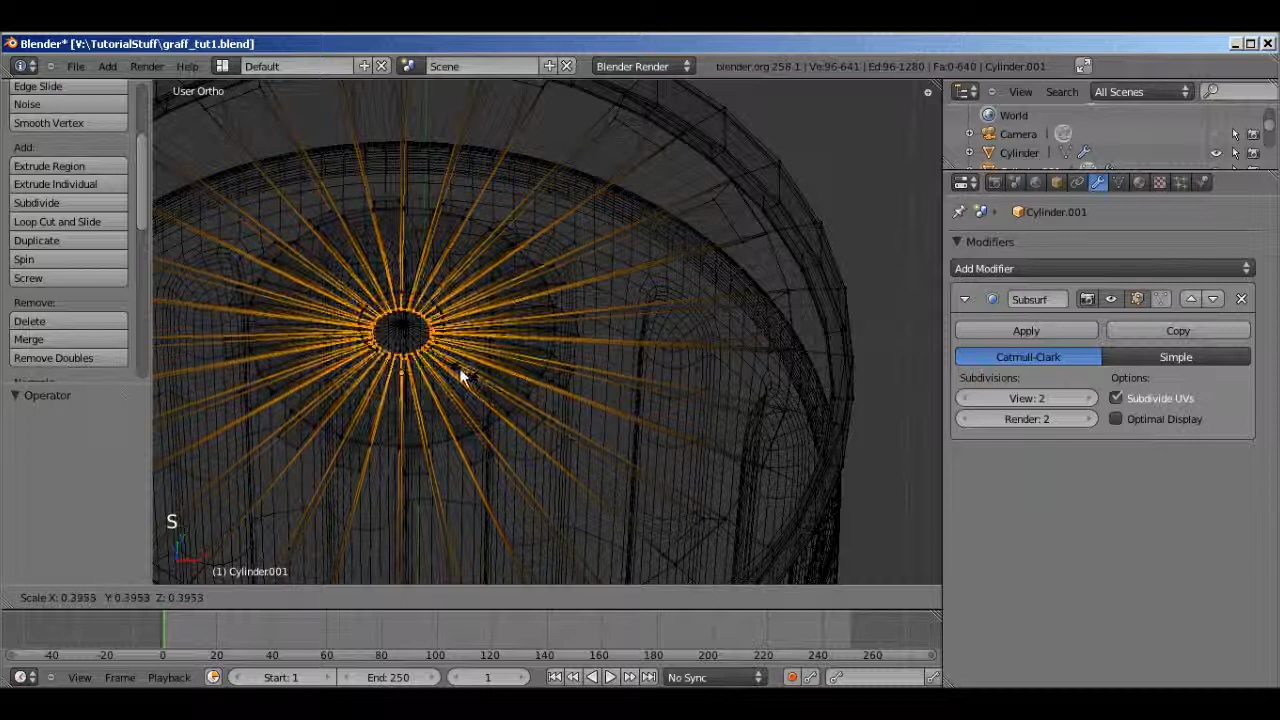 Blender* [V:\TutorialStuff\graff_tut1.blend]
File Add Render Help Default Scene Blender Render blender.org 258.1 | Ve:96-641 | Ed:96-1280 | Fa:0-640 | Cylinder.001
Edge Slide
Noise
Smooth Vertex
Add:
Extrude Region
Extrude Individual
Subdivide
Loop Cut and Slide
Duplicate
Spin
Screw
Remove:
Delete
Merge
Remove Doubles
Operator
User Ortho
S
(1) Cylinder.001
Scale X: 0.3953 Y: 0.3953 Z: 0.3953
View Search All Scenes
World
Camera
Cylinder
Cylinder.001
Modifiers
Add Modifier
Subsurf
Apply Copy
Catmull-Clark Simple
Subdivisions: Options:
View: 2 Subdivide UVs
Render: 2 Optimal Display
-40 -20 0 20 40 60 80 100 120 140 160 180 200 220 240 260
View Frame Playback Start: 1 End: 250 1 No Sync